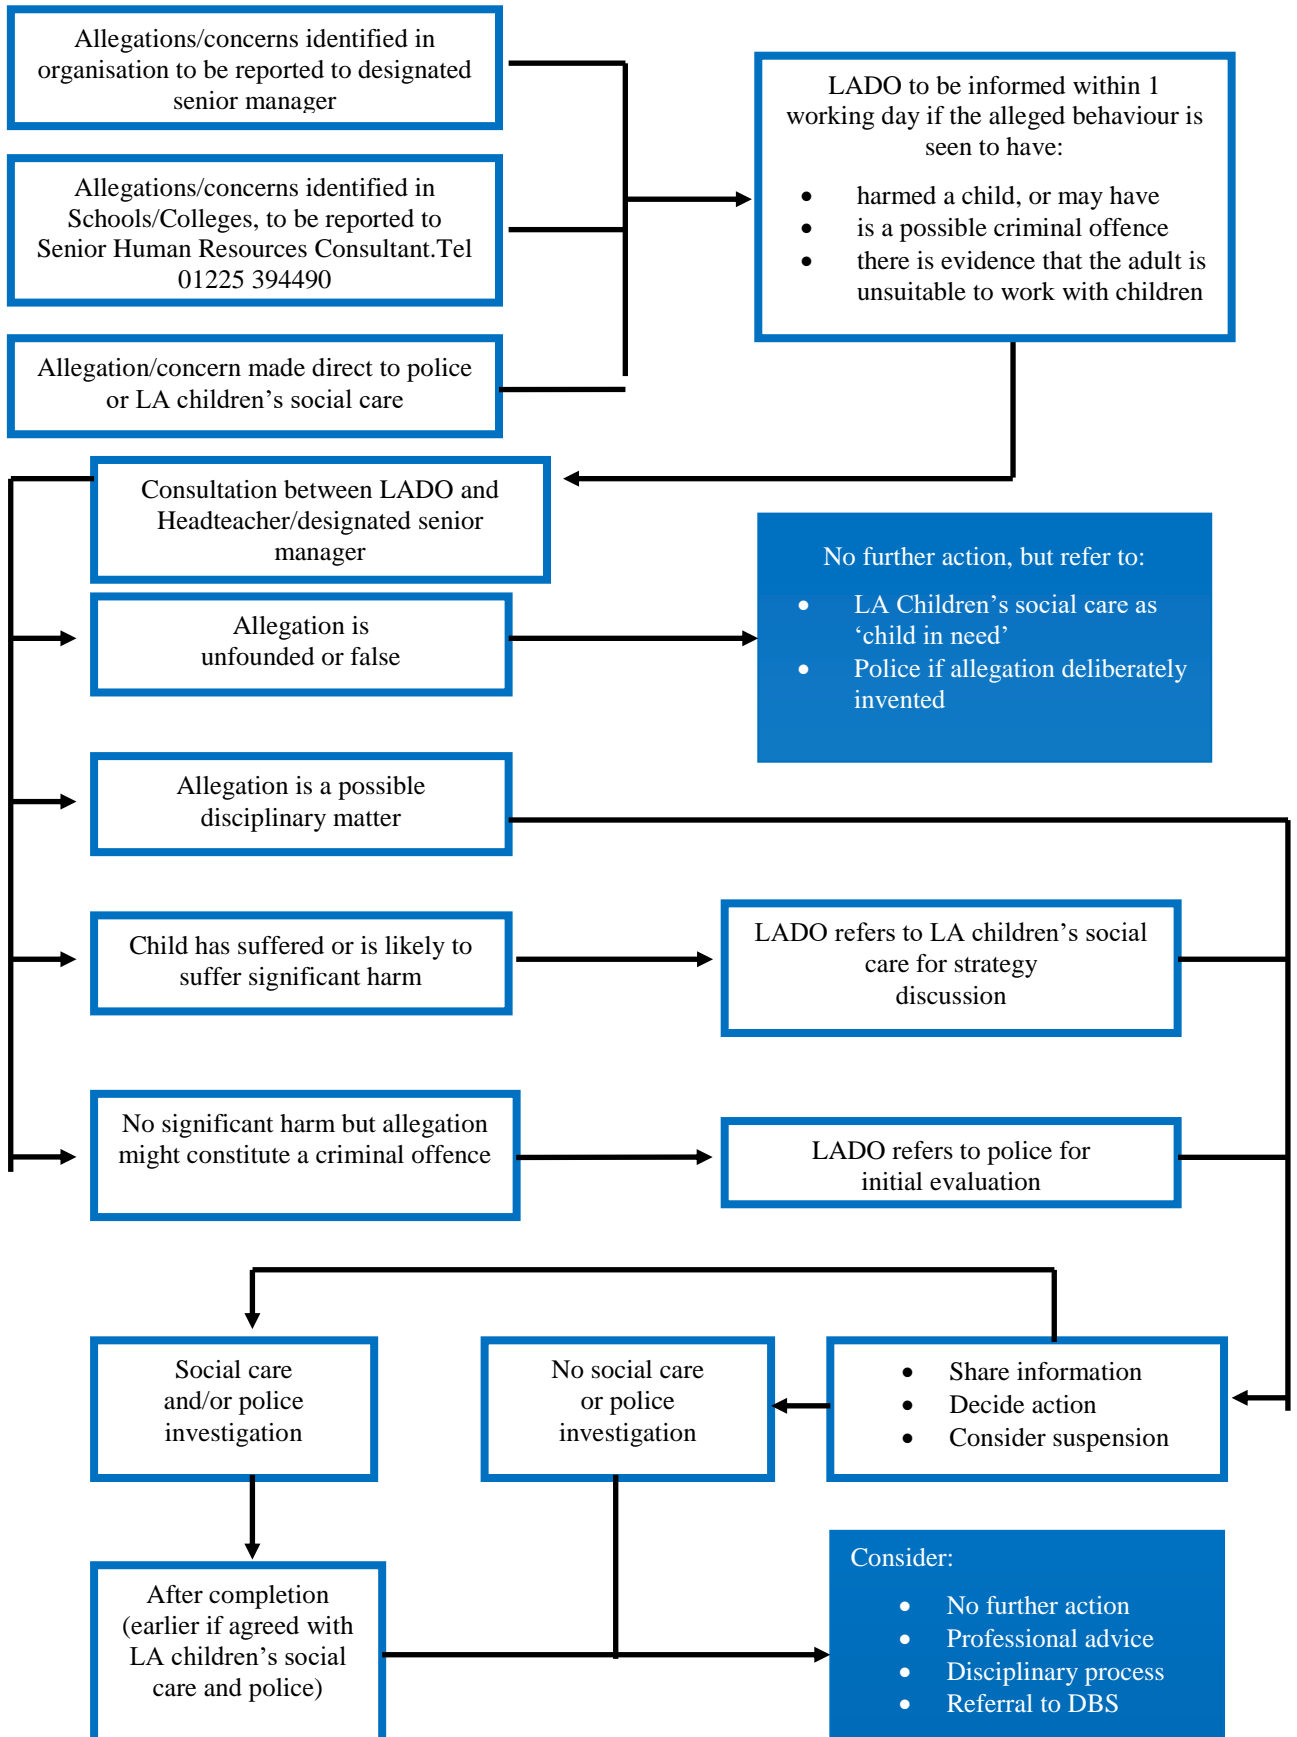 Allegations/concerns identified in
organisation to be reported to designated
senior manager
Allegations/concerns identified in
Schools/Colleges, to be reported to
Senior Human Resources Consultant.Tel
01225 394490
Allegation/concern made direct to police
or LA children’s social care
LADO to be informed within 1
working day if the alleged behaviour is
seen to have:
• harmed a child, or may have
• is a possible criminal offence
• there is evidence that the adult is
unsuitable to work with children
Consultation between LADO and
Headteacher/designated senior
manager
Allegation is
unfounded or false
No further action, but refer to:
• LA Children’s social care as
‘child in need’
• Police if allegation deliberately
invented
Allegation is a possible
disciplinary matter
Child has suffered or is likely to
suffer significant harm
LADO refers to LA children’s social
care for strategy
discussion
No significant harm but allegation
might constitute a criminal offence
LADO refers to police for
initial evaluation
Social care
and/or police
investigation
No social care
or police
investigation
• Share information
• Decide action
• Consider suspension
After completion
(earlier if agreed with
LA children’s social
care and police)
Consider:
• No further action
• Professional advice
• Disciplinary process
• Referral to DBS